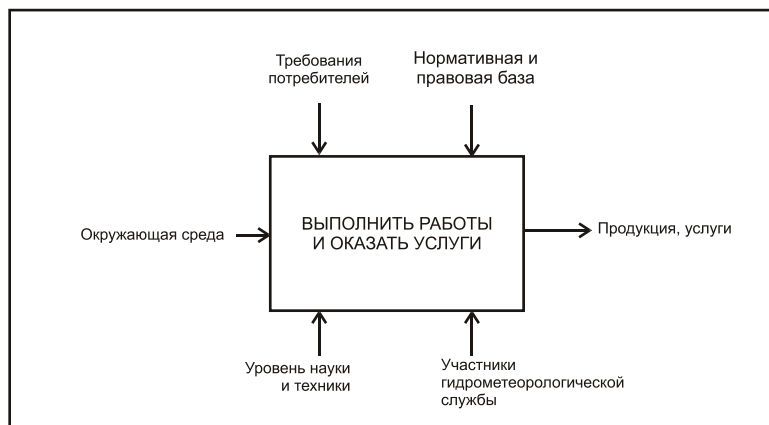 Требования
потребителей
Нормативная и
правовая база
Окружающая среда
ВЫПОЛНИТЬ РАБОТЫ
И ОКАЗАТЬ УСЛУГИ
Продукция, услуги
Уровень науки
и техники
Участники
гидрометеорологической
службы